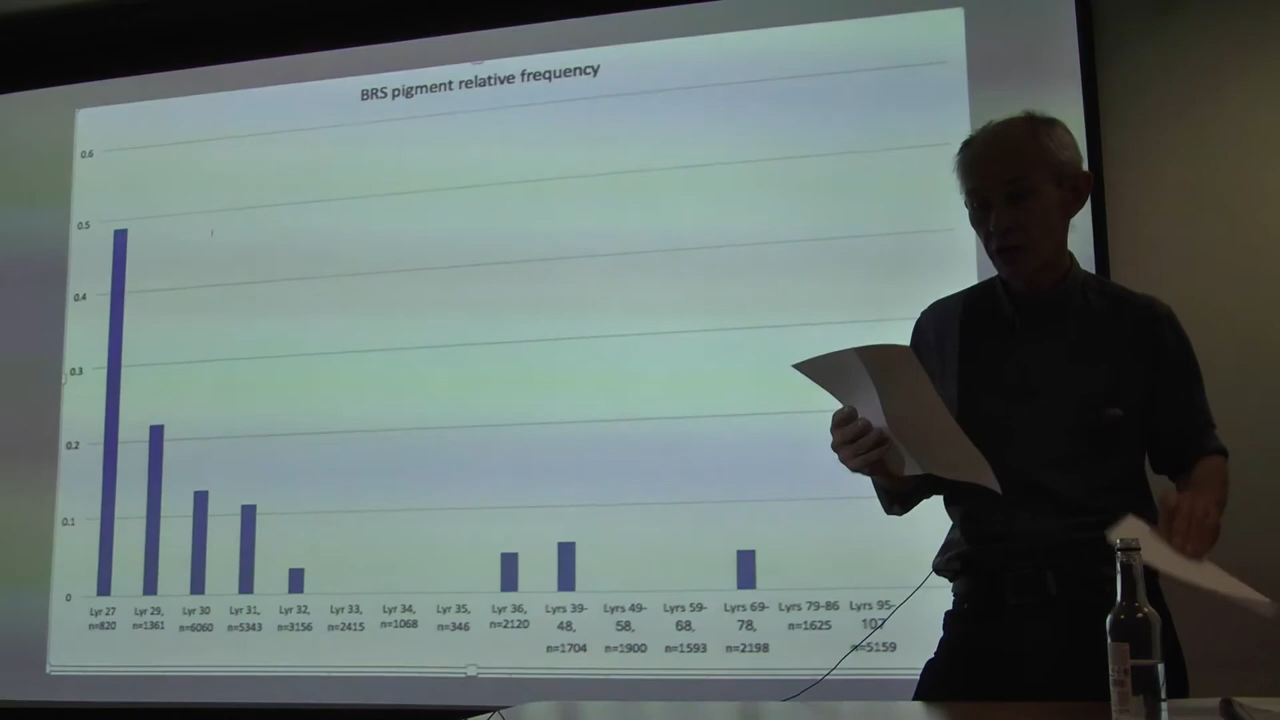 BRS pigment relative frequency
0.6
0.5
0.4
0.3
0.2
0.1
0
Lyr 27 n=820
Lyr 29, n=1361
Lyr 30 n=6060
Lyr 31, n=5343
Lyr 32, n=3156
Lyr 33, n=2415
Lyr 34, n=1068
Lyr 35, n=346
Lyr 36, n=2120
Lyrs 39-48, n=1704
Lyrs 49-58, n=1900
Lyrs 59-68, n=1593
Lyrs 69-78, n=2198
Lyrs 79-86 n=1625
Lyrs 95-107 n=5159